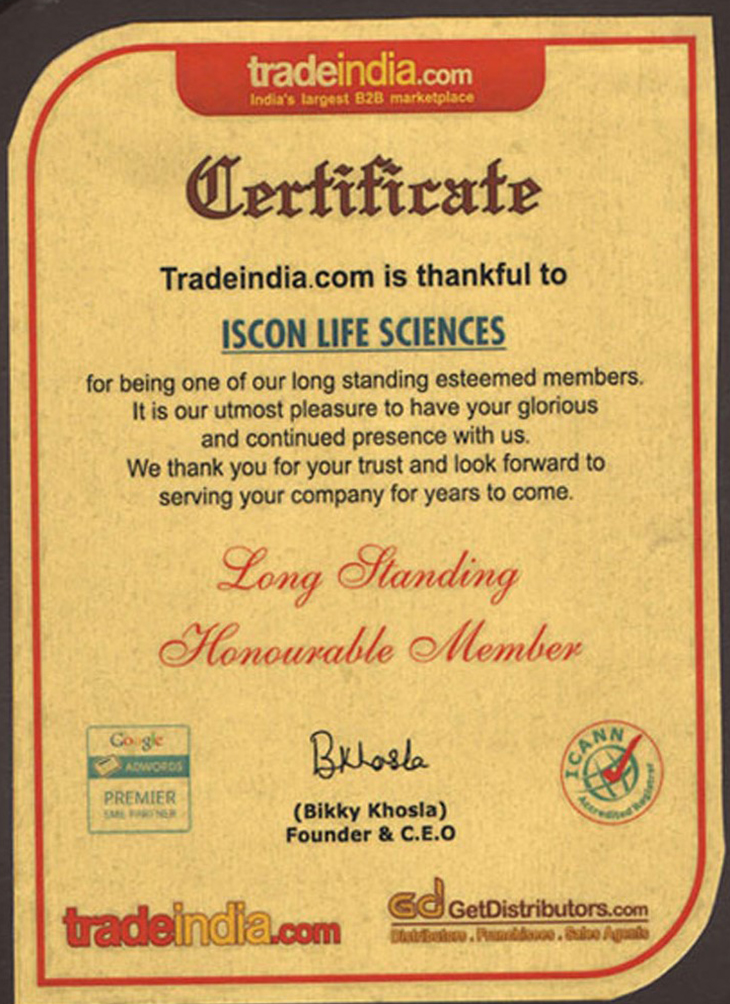 tradeindia.com
India's largest B2B marketplace
Certificate
Tradeindia.com is thankful to
ISCON LIFE SCIENCES
for being one of our long standing esteemed members.
It is our utmost pleasure to have your glorious
and continued presence with us.
We thank you for your trust and look forward to
serving your company for years to come.
Long Standing
Honourable Member
Google
ADWORDS
PREMIER
SME PARTNER
BKhosla
(Bikky Khosla)
Founder & C.E.O
ICANN
Accredited Registrar
tradeindia.com
Gd GetDistributors.com
Distributors . Franchisees . Sales Agents